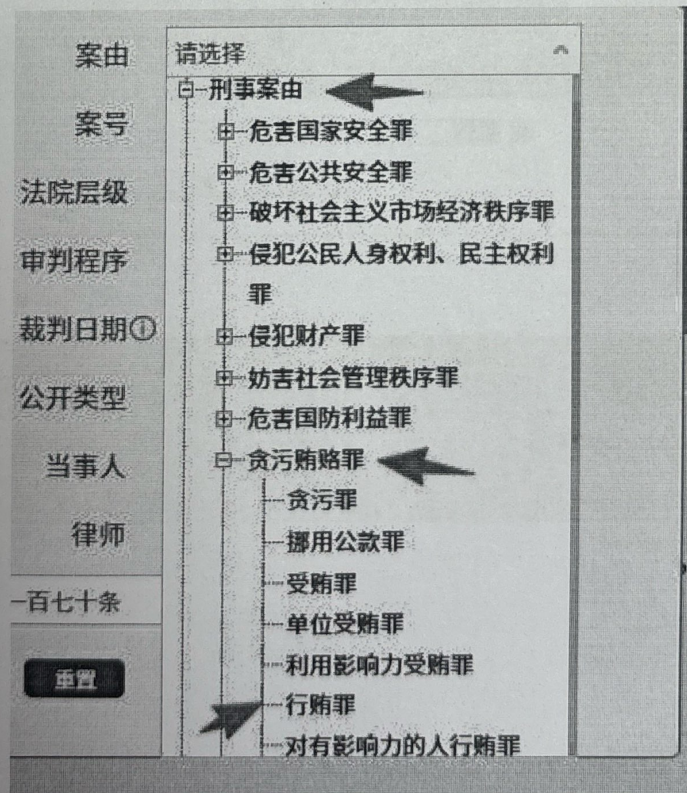 案由
请选择
刑事案由
案号
危害国家安全罪
危害公共安全罪
法院层级
破坏社会主义市场经济秩序罪
审判程序
侵犯公民人身权利、民主权利
罪
裁判日期
侵犯财产罪
妨害社会管理秩序罪
公开类型
危害国防利益罪
当事人
贪污贿赂罪
贪污罪
律师
挪用公款罪
受贿罪
一百七十条
单位受贿罪
利用影响力受贿罪
重置
行贿罪
对有影响力的人行贿罪